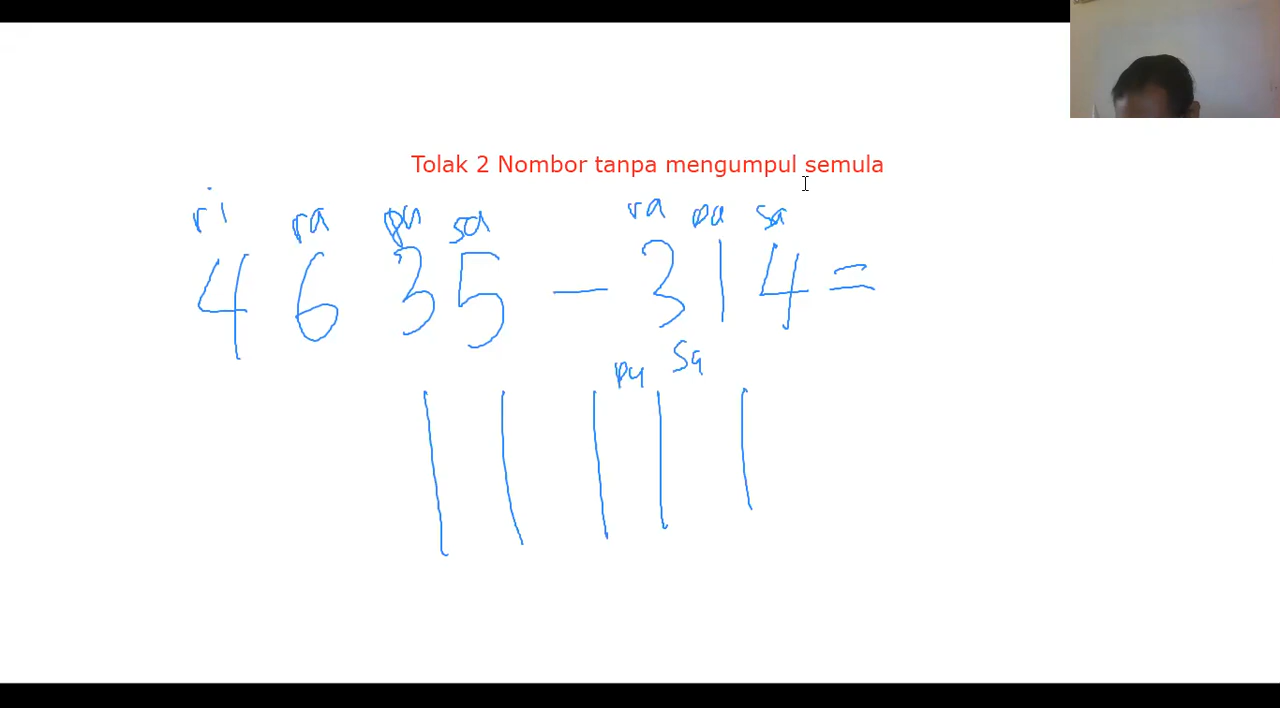 Tolak 2 Nombor tanpa mengumpul semula
ri ra pu sa ra pu sa
4 6 3 5 - 3 1 4 =
pu sa